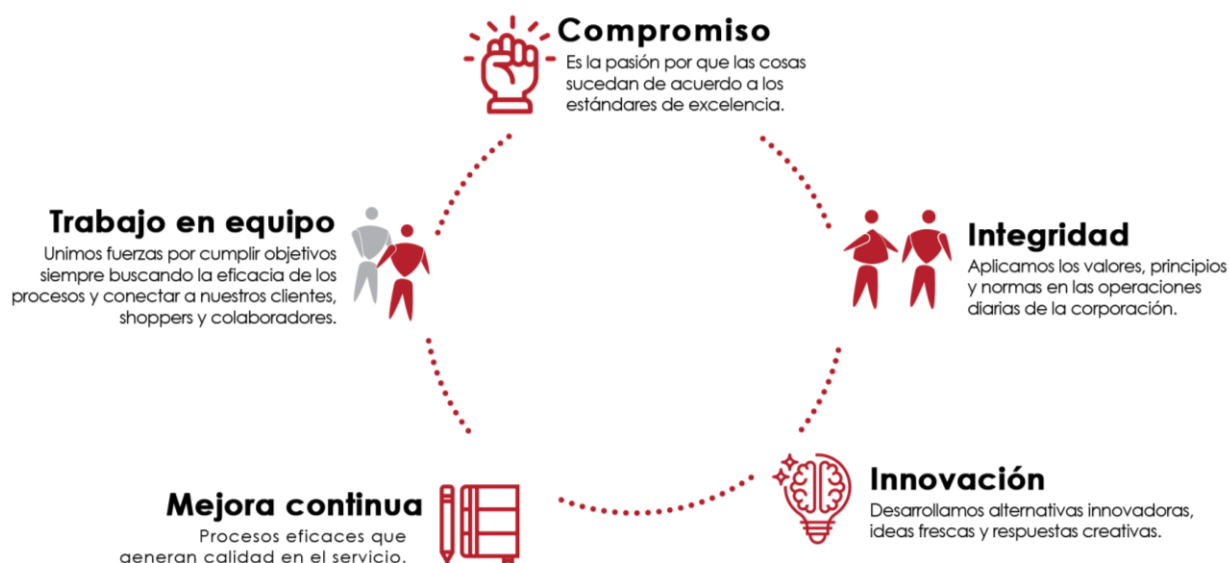 Compromiso
Es la pasión por que las cosas
sucedan de acuerdo a los
estándares de excelencia.
Trabajo en equipo
Unimos fuerzas por cumplir objetivos
siempre buscando la eficacia de los
procesos y conectar a nuestros clientes,
shoppers y colaboradores.
Integridad
Aplicamos los valores, principios
y normas en las operaciones
diarias de la corporación.
Mejora continua
Procesos eficaces que
generan calidad en el servicio.
Innovación
Desarrollamos alternativas innovadoras,
ideas frescas y respuestas creativas.